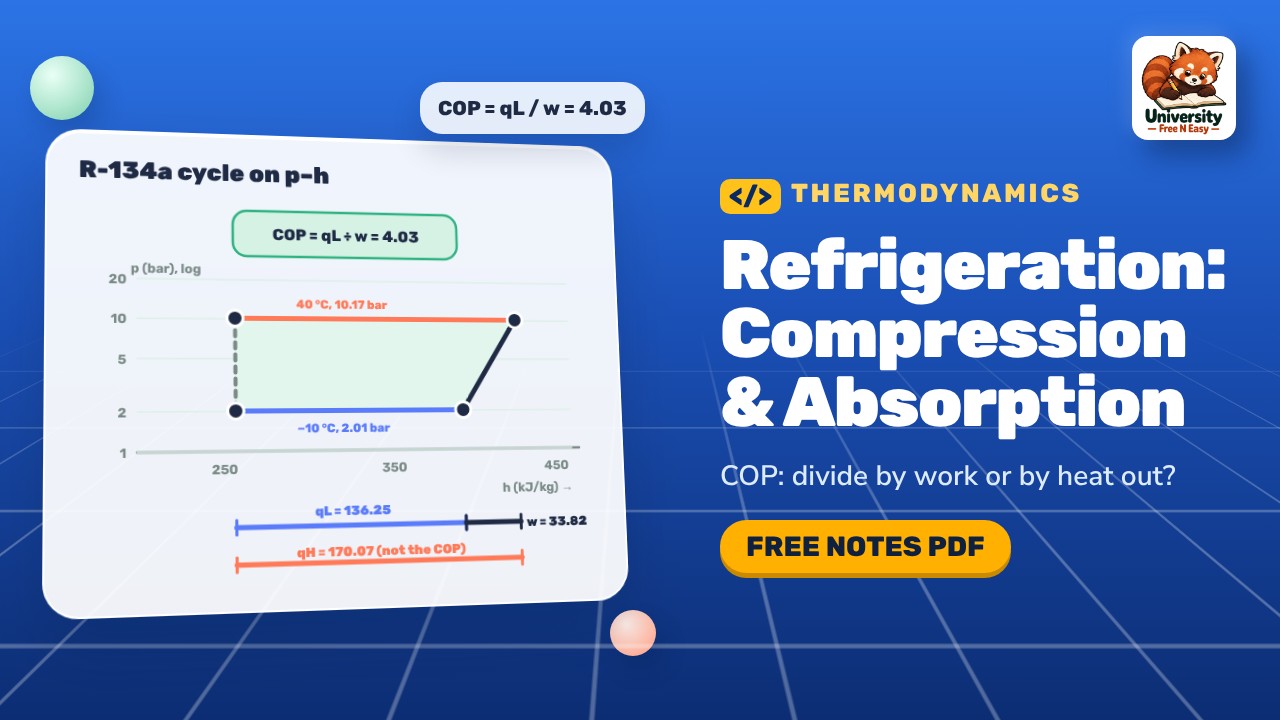 COP = qL / w = 4.03
R-134a cycle on p–h
COP = qL ÷ w = 4.03
p (bar), log
20
40 °C, 10.17 bar
10
5
2
−10 °C, 2.01 bar
1
250
350
450
h (kJ/kg) →
qL = 136.25
w = 33.82
qH = 170.07 (not the COP)
University
— Free N Easy —
</> THERMODYNAMICS
Refrigeration:
Compression
& Absorption
COP: divide by work or by heat out?
FREE NOTES PDF